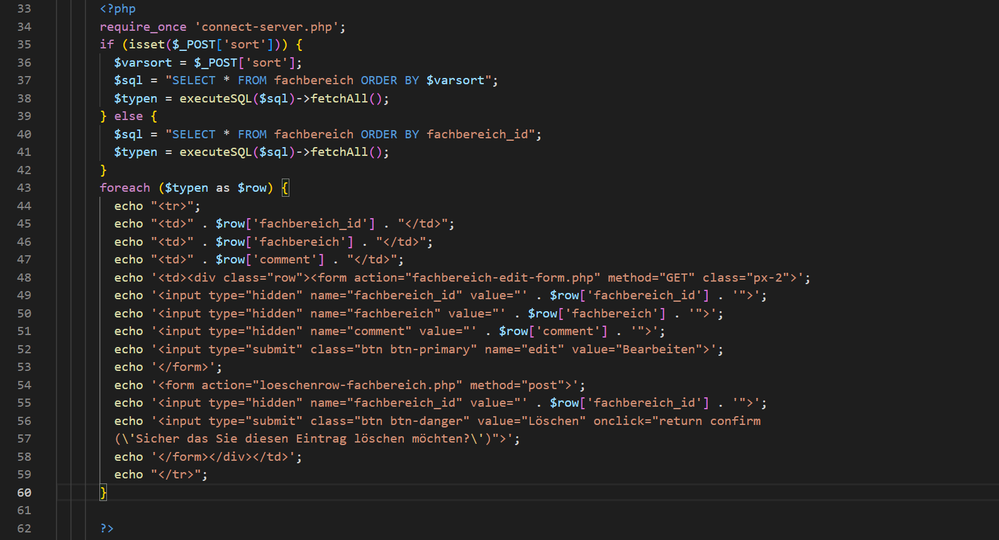 33 <?php
34 require_once 'connect-server.php';
35 if (isset($_POST['sort'])) {
36 $varsort = $_POST['sort'];
37 $sql = "SELECT * FROM fachbereich ORDER BY $varsort";
38 $typen = executeSQL($sql)->fetchAll();
39 } else {
40 $sql = "SELECT * FROM fachbereich ORDER BY fachbereich_id";
41 $typen = executeSQL($sql)->fetchAll();
42 }
43 foreach ($typen as $row) {
44 echo "<tr>";
45 echo "<td>" . $row['fachbereich_id'] . "</td>";
46 echo "<td>" . $row['fachbereich'] . "</td>";
47 echo "<td>" . $row['comment'] . "</td>";
48 echo '<td><div class="row"><form action="fachbereich-edit-form.php" method="GET" class="px-2">';
49 echo '<input type="hidden" name="fachbereich_id" value="' . $row['fachbereich_id'] . '">';
50 echo '<input type="hidden" name="fachbereich" value="' . $row['fachbereich'] . '">';
51 echo '<input type="hidden" name="comment" value="' . $row['comment'] . '">';
52 echo '<input type="submit" class="btn btn-primary" name="edit" value="Bearbeiten">';
53 echo '</form>';
54 echo '<form action="loeschenrow-fachbereich.php" method="post">';
55 echo '<input type="hidden" name="fachbereich_id" value="' . $row['fachbereich_id'] . '">';
56 echo '<input type="submit" class="btn btn-danger" value="Löschen" onclick="return confirm
57 (\'Sicher das Sie diesen Eintrag löschen möchten?\')">';
58 echo '</form></div></td>';
59 echo "</tr>";
60 }
61
62 ?>